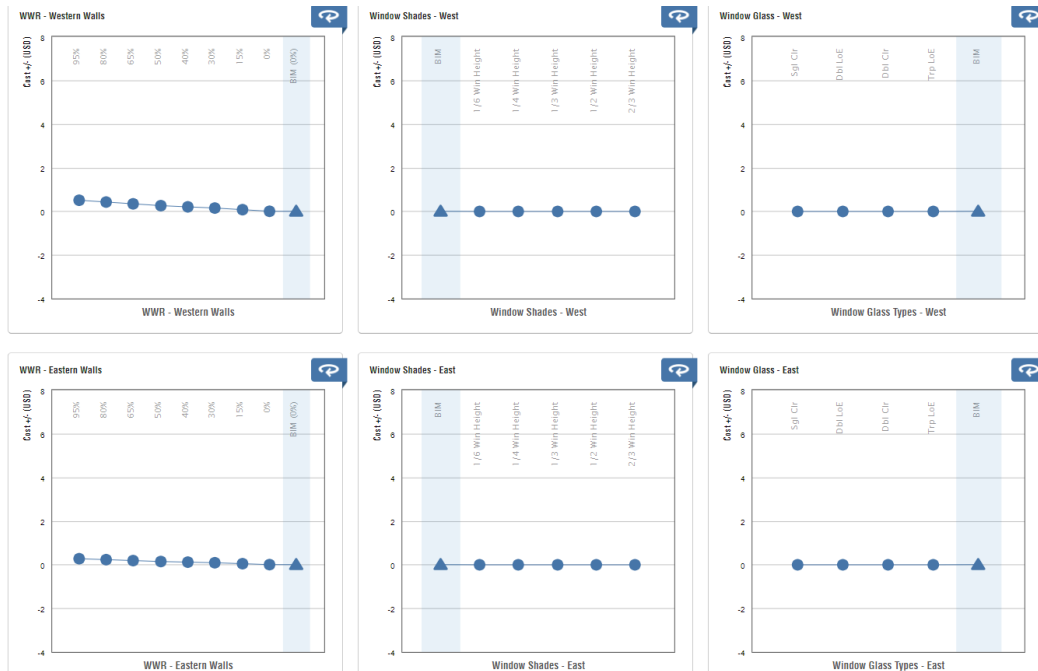 WWR - Western Walls
Cost +/- (USD)
8
6
4
2
0
-2
-4
95%
80%
65%
50%
40%
30%
15%
0%
BIM (0%)
WWR - Western Walls
Window Shades - West
Cost +/- (USD)
8
6
4
2
0
-2
-4
BIM
1/6 Win Height
1/4 Win Height
1/3 Win Height
1/2 Win Height
2/3 Win Height
Window Shades - West
Window Glass - West
Cost +/- (USD)
8
6
4
2
0
-2
-4
Sgl Clr
Dbl LoE
Dbl Clr
Trp LoE
BIM
Window Glass Types - West
WWR - Eastern Walls
Cost +/- (USD)
8
6
4
2
0
-2
-4
95%
80%
65%
50%
40%
30%
15%
0%
BIM (0%)
WWR - Eastern Walls
Window Shades - East
Cost +/- (USD)
8
6
4
2
0
-2
-4
BIM
1/6 Win Height
1/4 Win Height
1/3 Win Height
1/2 Win Height
2/3 Win Height
Window Shades - East
Window Glass - East
Cost +/- (USD)
8
6
4
2
0
-2
-4
Sgl Clr
Dbl LoE
Dbl Clr
Trp LoE
BIM
Window Glass Types - East